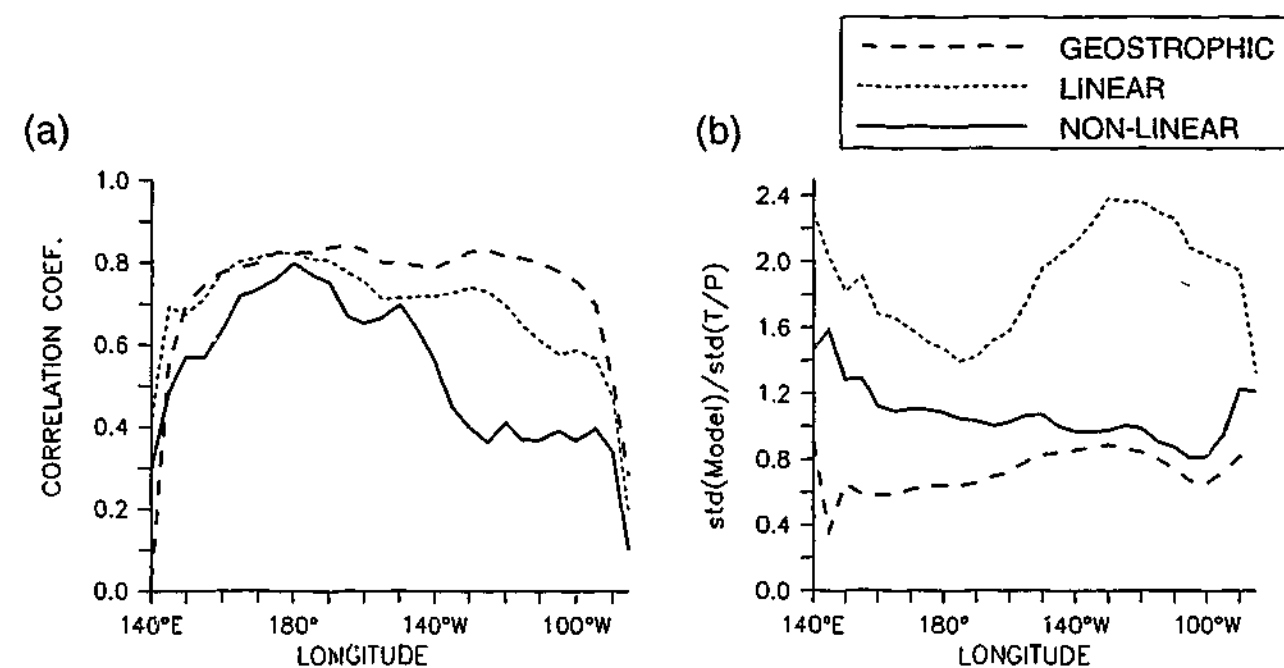 GEOSTROPHIC
LINEAR
NON-LINEAR
(a)
CORRELATION COEF.
1.0
0.8
0.6
0.4
0.2
0.0
140°E 180° 140°W 100°W
LONGITUDE
(b)
std(Model)/std(T/P)
2.4
2.0
1.6
1.2
0.8
0.4
0.0
140°E 180° 140°W 100°W
LONGITUDE